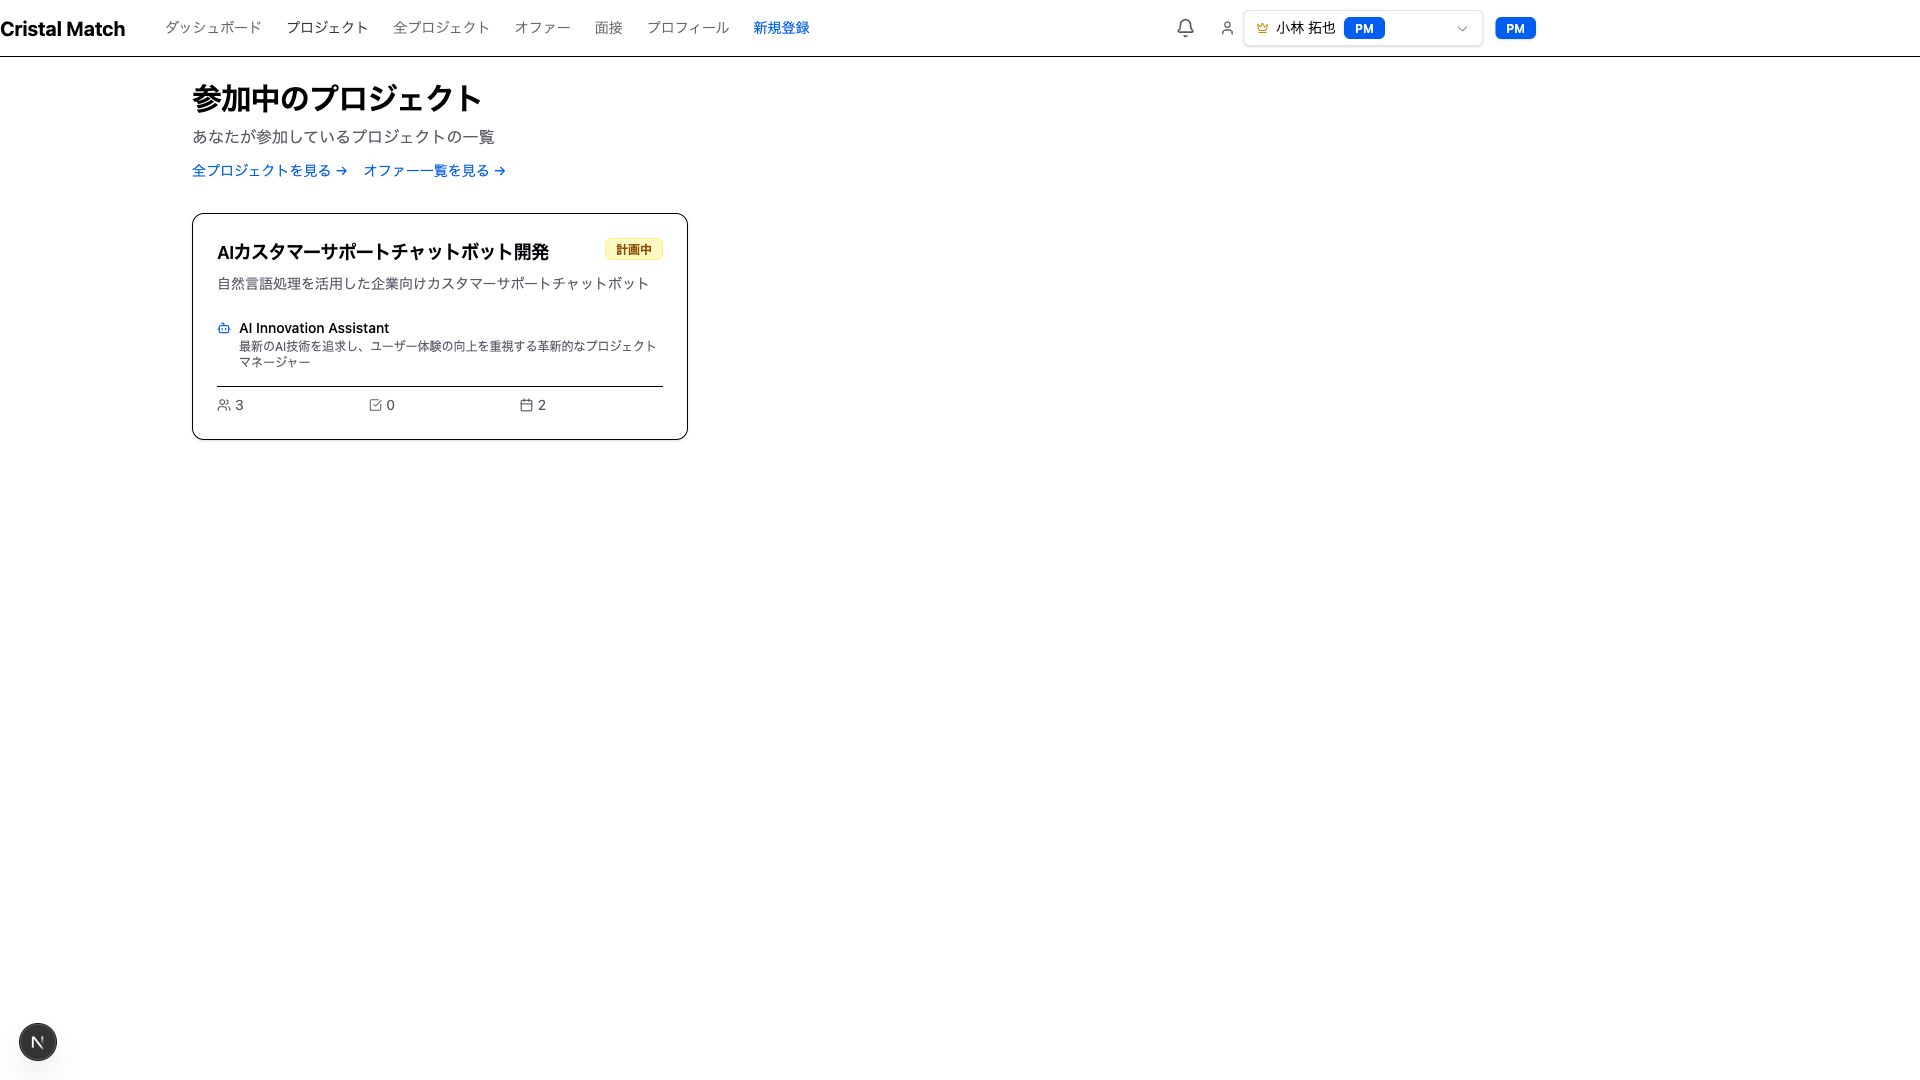 Cristal Match ダッシュボード プロジェクト 全プロジェクト オファー 面接 プロフィール 新規登録 小林 拓也 PM PM
参加中のプロジェクト
あなたが参加しているプロジェクトの一覧
全プロジェクトを見る → オファー一覧を見る →
AIカスタマーサポートチャットボット開発 計画中
自然言語処理を活用した企業向けカスタマーサポートチャットボット
AI Innovation Assistant
最新のAI技術を追求し、ユーザー体験の向上を重視する革新的なプロジェクト
マネージャー
3 0 2
N